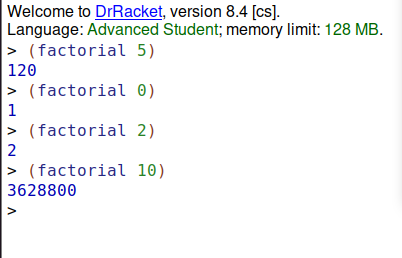 Welcome to DrRacket, version 8.4 [cs].
Language: Advanced Student; memory limit: 128 MB.
> (factorial 5)
120
> (factorial 0)
1
> (factorial 2)
2
> (factorial 10)
3628800
>